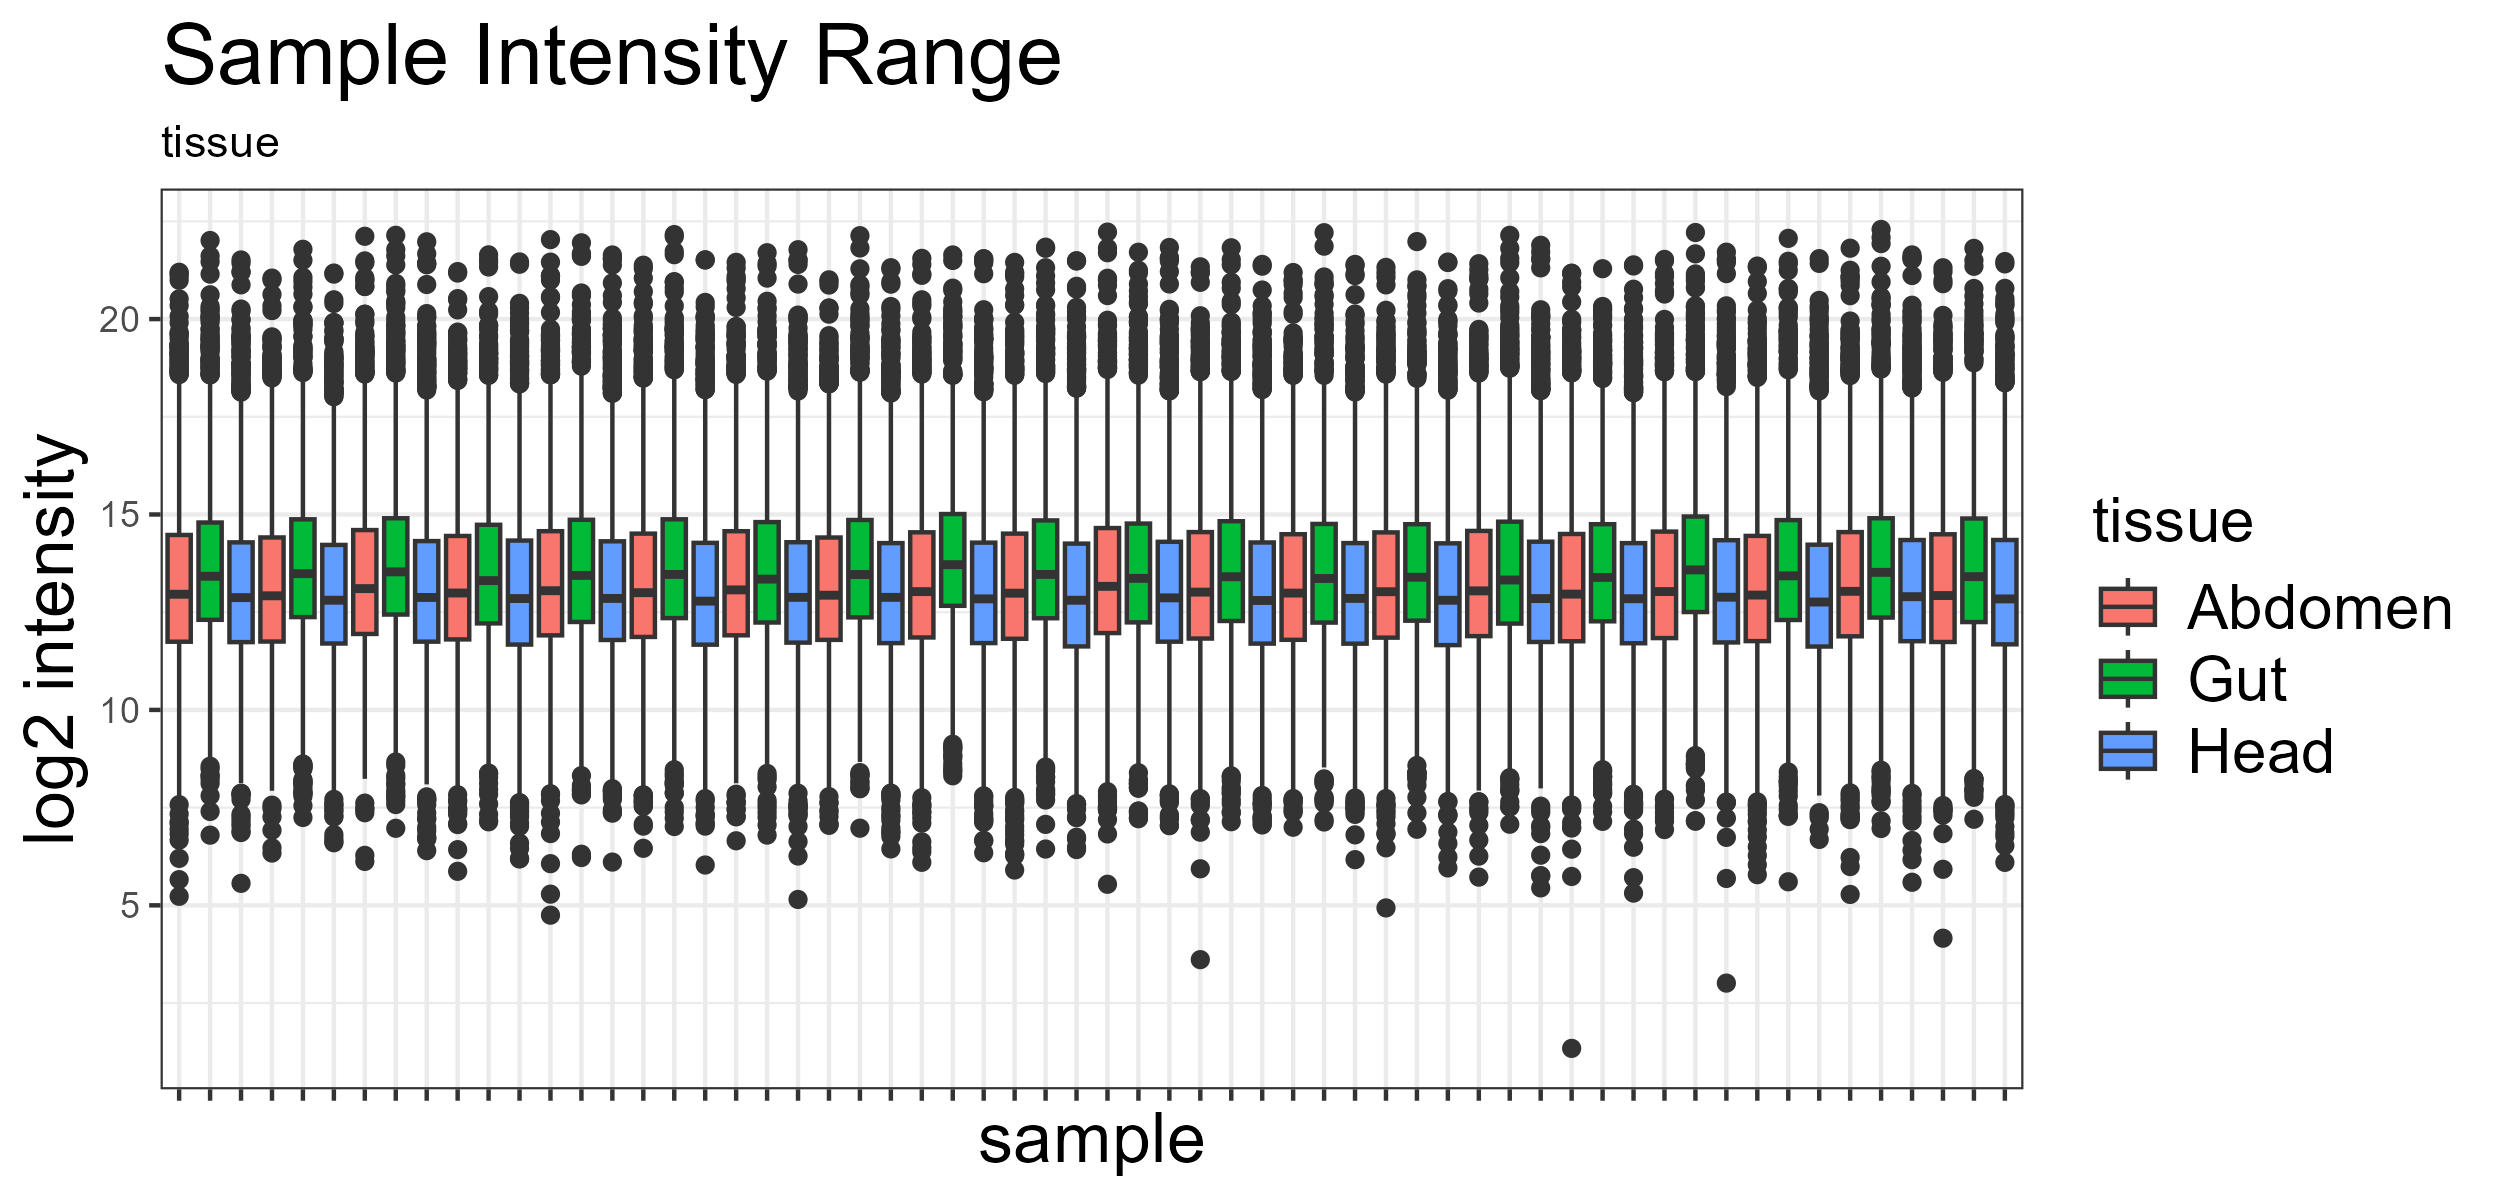 Sample Intensity Range
tissue
log2 intensity
20
15
10
5
sample
tissue
Abdomen
Gut
Head